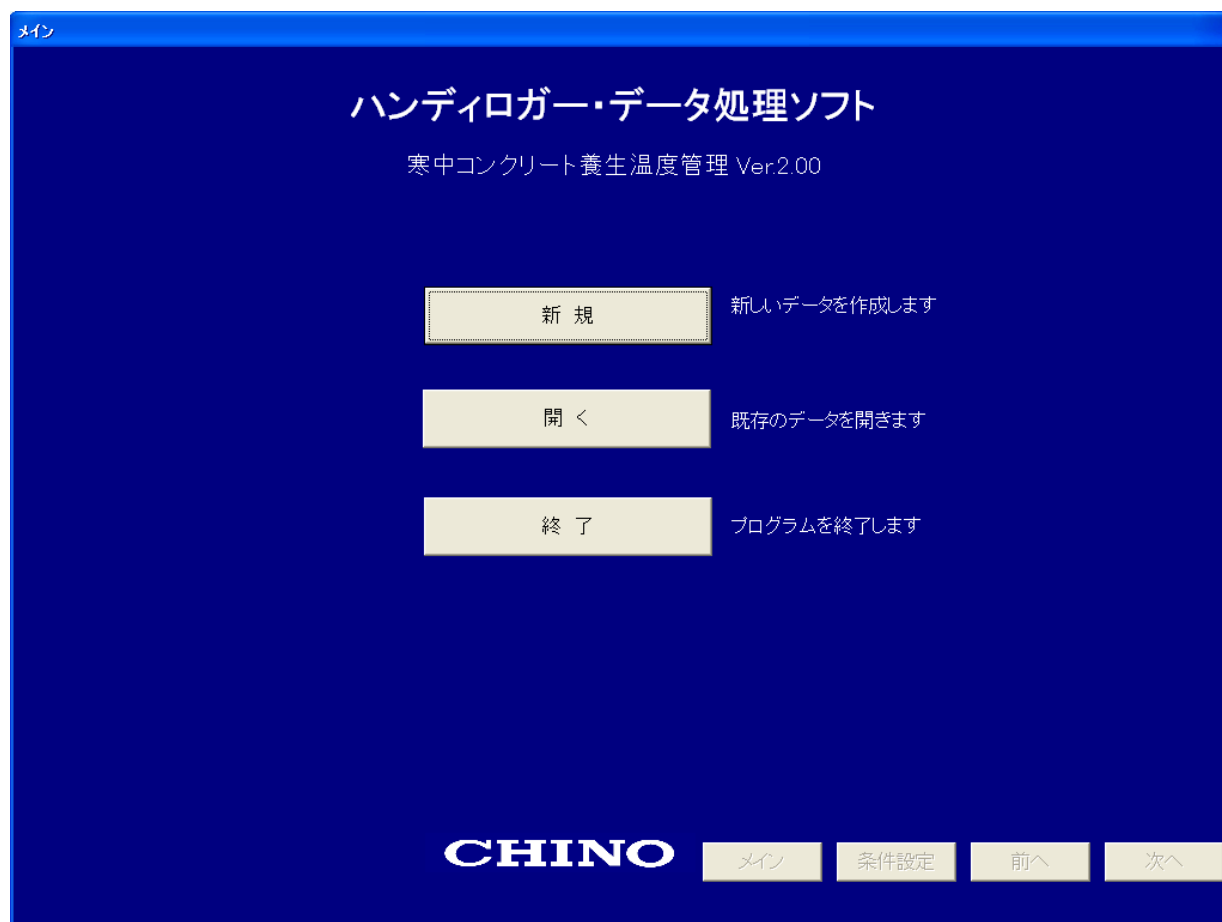 メイン
ハンディロガー・データ処理ソフト
寒中コンクリート養生温度管理 Ver.2.00
新 規
新しいデータを作成します
開 く
既存のデータを開きます
終 了
プログラムを終了します
CHINO
メイン
条件設定
前へ
次へ